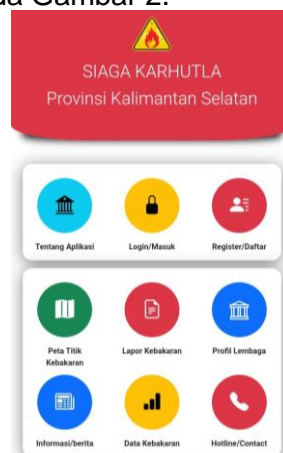 da Gambar 2.
SIAGA KARHUTLA
Provinsi Kalimantan Selatan
Tentang Aplikasi
Login/Masuk
Register/Daftar
Peta Titik
Kebakaran
Lapor Kebakaran
Profil Lembaga
Informasi/berita
Data Kebakaran
Hotline/Contact